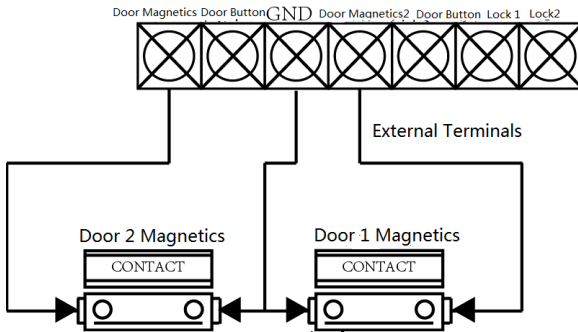 Door Magnetics Door Button GND Door Magnetics2 Door Button Lock 1 Lock2
External Terminals
Door 2 Magnetics Door 1 Magnetics
CONTACT CONTACT